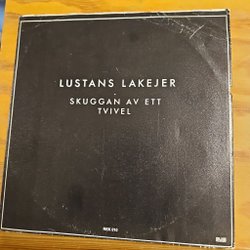 LUSTANS LAKEJER
SKUGGAN AV ETT
TVIVEL